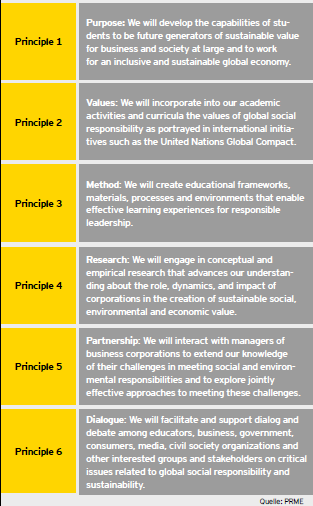 Principle 1
Purpose: We will develop the capabilities of stu-
dents to be future generators of sustainable value
for business and society at large and to work
for an inclusive and sustainable global economy.
Principle 2
Values: We will incorporate into our academic
activities and curricula the values of global social
responsibility as portrayed in international initia-
tives such as the United Nations Global Compact.
Principle 3
Method: We will create educational frameworks,
materials, processes and environments that enable
effective learning experiences for responsible
leadership.
Principle 4
Research: We will engage in conceptual and
empirical research that advances our understan-
ding about the role, dynamics, and impact of
corporations in the creation of sustainable social,
environmental and economic value.
Principle 5
Partnership: We will interact with managers of
business corporations to extend our knowledge
of their challenges in meeting social and environ-
mental responsibilities and to explore jointly
effective approaches to meeting these challenges.
Principle 6
Dialogue: We will facilitate and support dialog and
debate among educators, business, government,
consumers, media, civil society organizations and
other interested groups and stakeholders on critical
issues related to global social responsibility and
sustainability.
Quelle: PRME